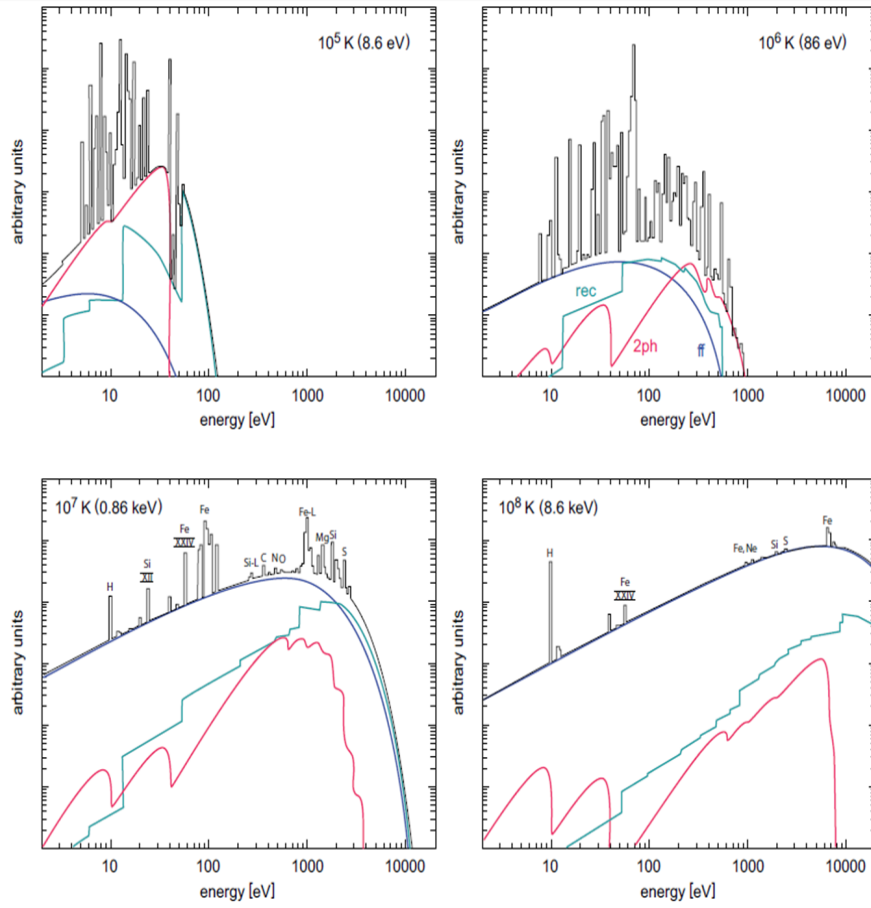 10⁵ K (8.6 eV)
arbitrary units
10 100 1000 10000
energy [eV]
10⁶ K (86 eV)
arbitrary units
rec
2ph
ff
10 100 1000 10000
energy [eV]
10⁷ K (0.86 keV)
arbitrary units
H
Si
XII
Fe
XXIV
Fe
Si-L
C
N
O
Fe-L
Mg
Si
S
10 100 1000 10000
energy [eV]
10⁸ K (8.6 keV)
arbitrary units
H
Fe
XXIV
Fe, Ne
Si
S
Fe
10 100 1000 10000
energy [eV]